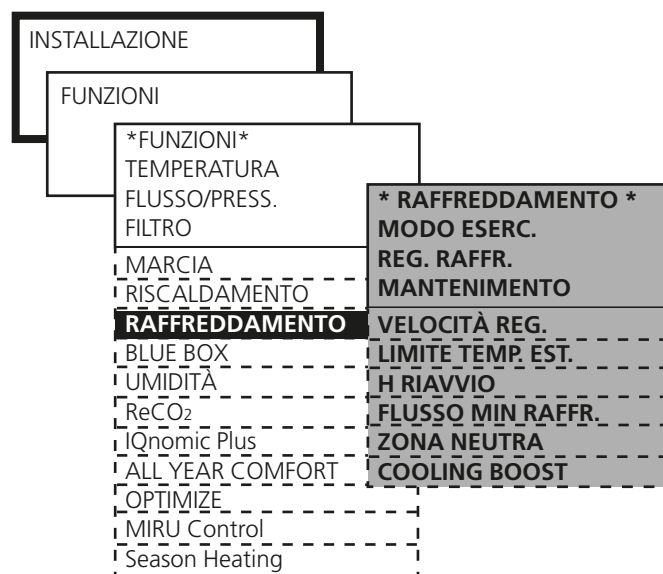 INSTALLAZIONE
FUNZIONI
*FUNZIONI*
TEMPERATURA
FLUSSO/PRESS.
FILTRO
MARCIA
RISCALDAMENTO
RAFFREDDAMENTO
BLUE BOX
UMIDITÀ
ReCO2
IQnomic Plus
ALL YEAR COMFORT
OPTIMIZE
MIRU Control
Season Heating
* RAFFREDDAMENTO *
MODO ESERC.
REG. RAFFR.
MANTENIMENTO
VELOCITÀ REG.
LIMITE TEMP. EST.
H RIAVVIO
FLUSSO MIN RAFFR.
ZONA NEUTRA
COOLING BOOST